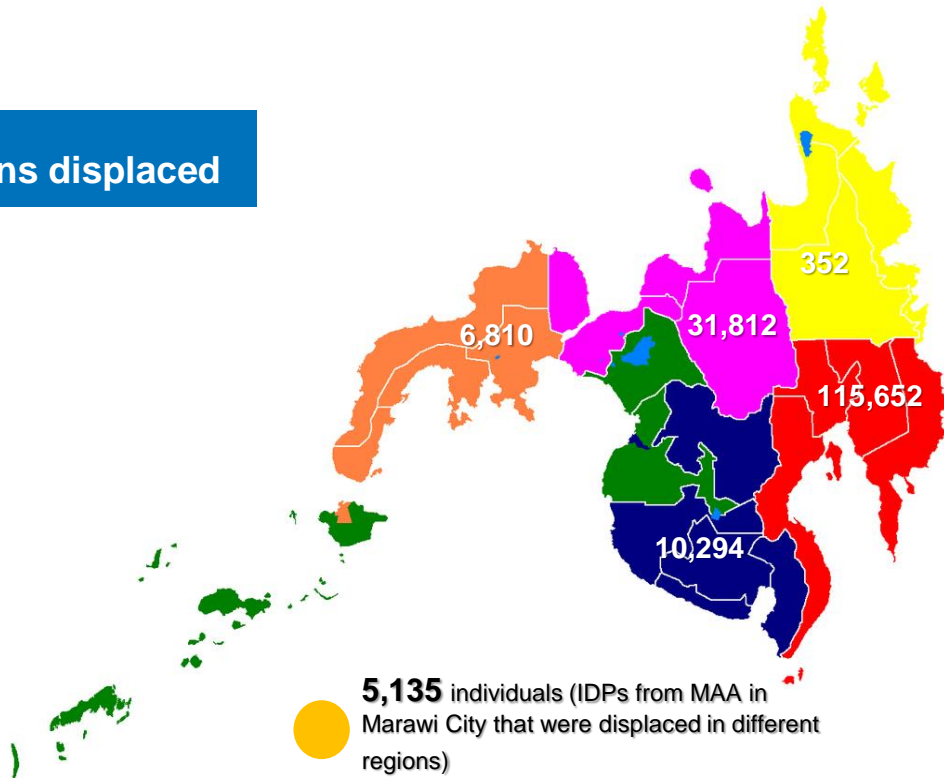 ns displaced
352
31,812
6,810
115,652
10,294
5,135 individuals (IDPs from MAA in
Marawi City that were displaced in different
regions)